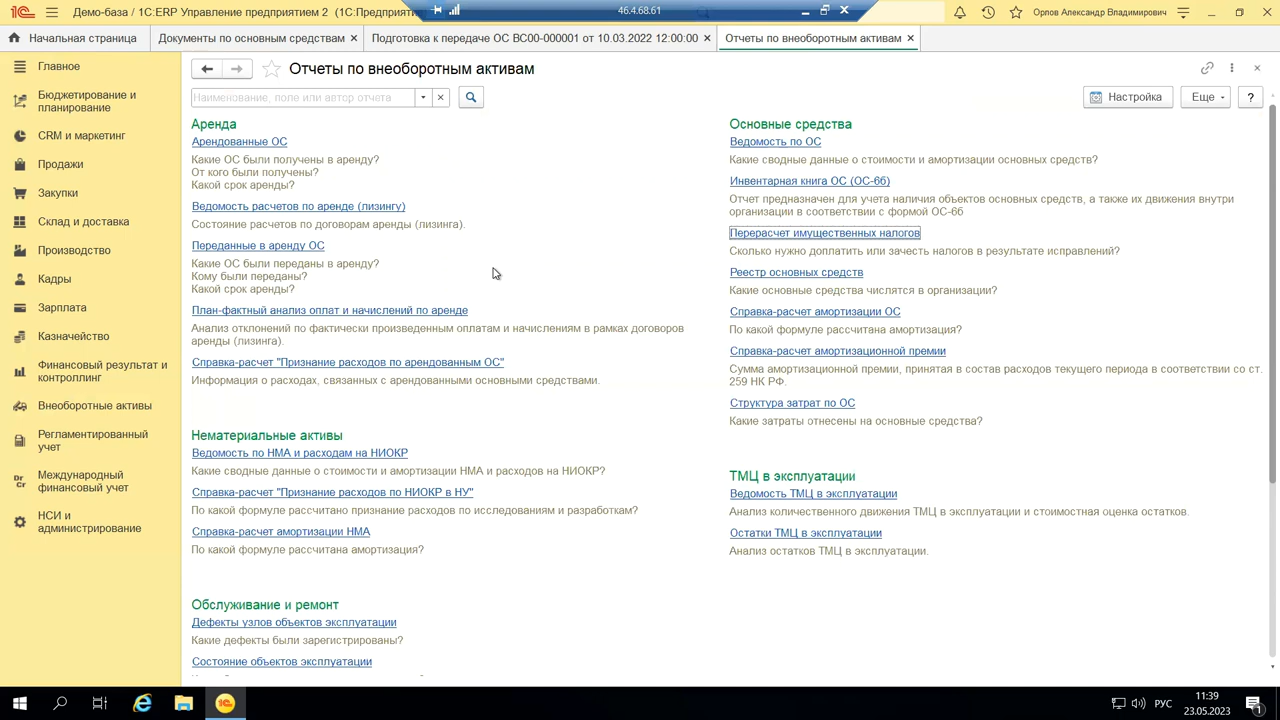 Демо-база / 1С:ERP Управление предприятием 2 (1С:Предприятие
46.4.68.61
Орлов Александр Владимирович
Начальная страница
Документы по основным средствам
Подготовка к передаче ОС ВС00-000001 от 10.03.2022 12:00:00
Отчеты по внеоборотным активам
Главное
Бюджетирование и
планирование
CRM и маркетинг
Продажи
Закупки
Склад и доставка
Производство
Кадры
Зарплата
Казначейство
Финансовый результат и
контроллинг
Внеоборотные активы
Регламентированный
учет
Международный
финансовый учет
НСИ и
администрирование
Отчеты по внеоборотным активам
Наименование, поле или автор отчета
Настройка
Еще
?
Аренда
Арендованные ОС
Какие ОС были получены в аренду?
От кого были получены?
Какой срок аренды?
Ведомость расчетов по аренде (лизингу)
Состояние расчетов по договорам аренды (лизинга).
Переданные в аренду ОС
Какие ОС были переданы в аренду?
Кому были переданы?
Какой срок аренды?
План-фактный анализ оплат и начислений по аренде
Анализ отклонений по фактически произведенным оплатам и начислениям в рамках договоров
аренды (лизинга).
Справка-расчет "Признание расходов по арендованным ОС"
Информация о расходах, связанных с арендованными основными средствами.
Нематериальные активы
Ведомость по НМА и расходам на НИОКР
Какие сводные данные о стоимости и амортизации НМА и расходов на НИОКР?
Справка-расчет "Признание расходов по НИОКР в НУ"
По какой формуле рассчитано признание расходов по исследованиям и разработкам?
Справка-расчет амортизации НМА
По какой формуле рассчитана амортизация?
Обслуживание и ремонт
Дефекты узлов объектов эксплуатации
Какие дефекты были зарегистрированы?
Состояние объектов эксплуатации
Основные средства
Ведомость по ОС
Какие сводные данные о стоимости и амортизации основных средств?
Инвентарная книга ОС (ОС-6б)
Отчет предназначен для учета наличия объектов основных средств, а также их движения внутри
организации в соответствии с формой ОС-6б
Перерасчет имущественных налогов
Сколько нужно доплатить или зачесть налогов в результате исправлений?
Реестр основных средств
Какие основные средства числятся в организации?
Справка-расчет амортизации ОС
По какой формуле рассчитана амортизация?
Справка-расчет амортизационной премии
Сумма амортизационной премии, принятая в состав расходов текущего периода в соответствии со ст.
259 НК РФ.
Структура затрат по ОС
Какие затраты отнесены на основные средства?
ТМЦ в эксплуатации
Ведомость ТМЦ в эксплуатации
Анализ количественного движения ТМЦ в эксплуатации и стоимостная оценка остатков.
Остатки ТМЦ в эксплуатации
Анализ остатков ТМЦ в эксплуатации.
РУС
11:39
23.05.2023
1